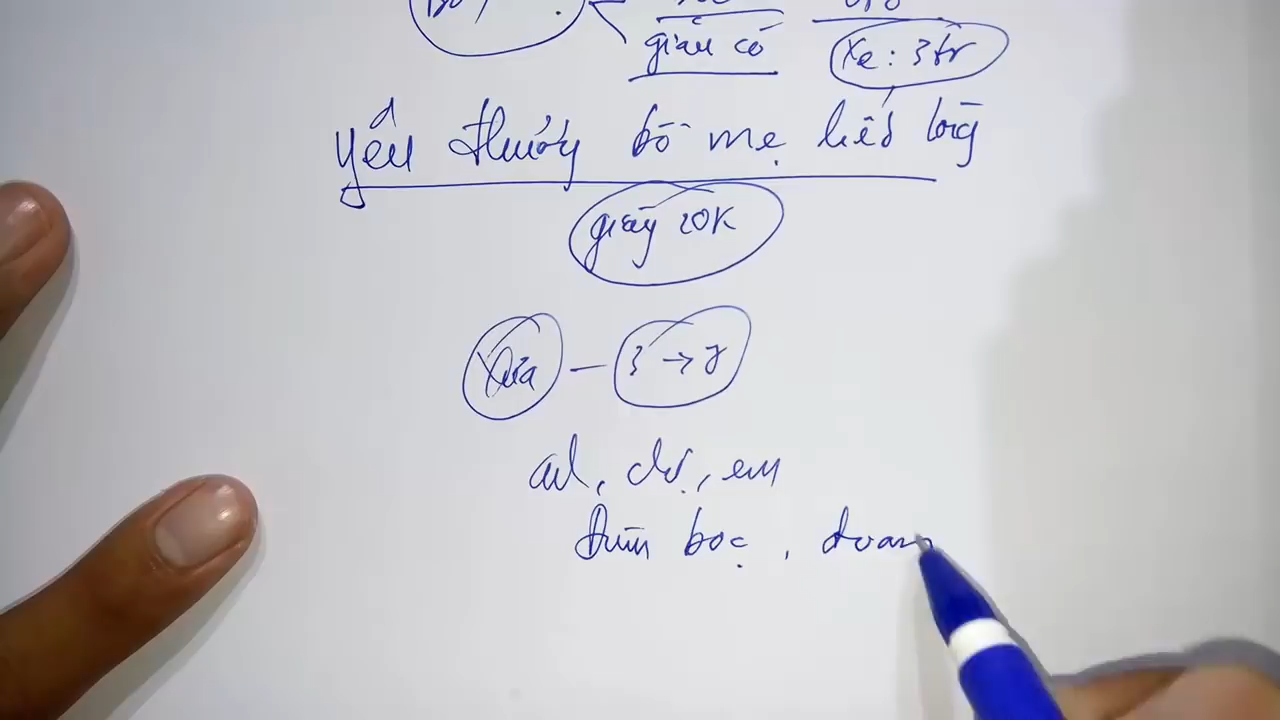 giàu có
Xe: 3tr
yêu thương bố mẹ hết lòng
giày 20K
Xưa – 3 → 7
anh, chị, em
đùm bọc, đoàn